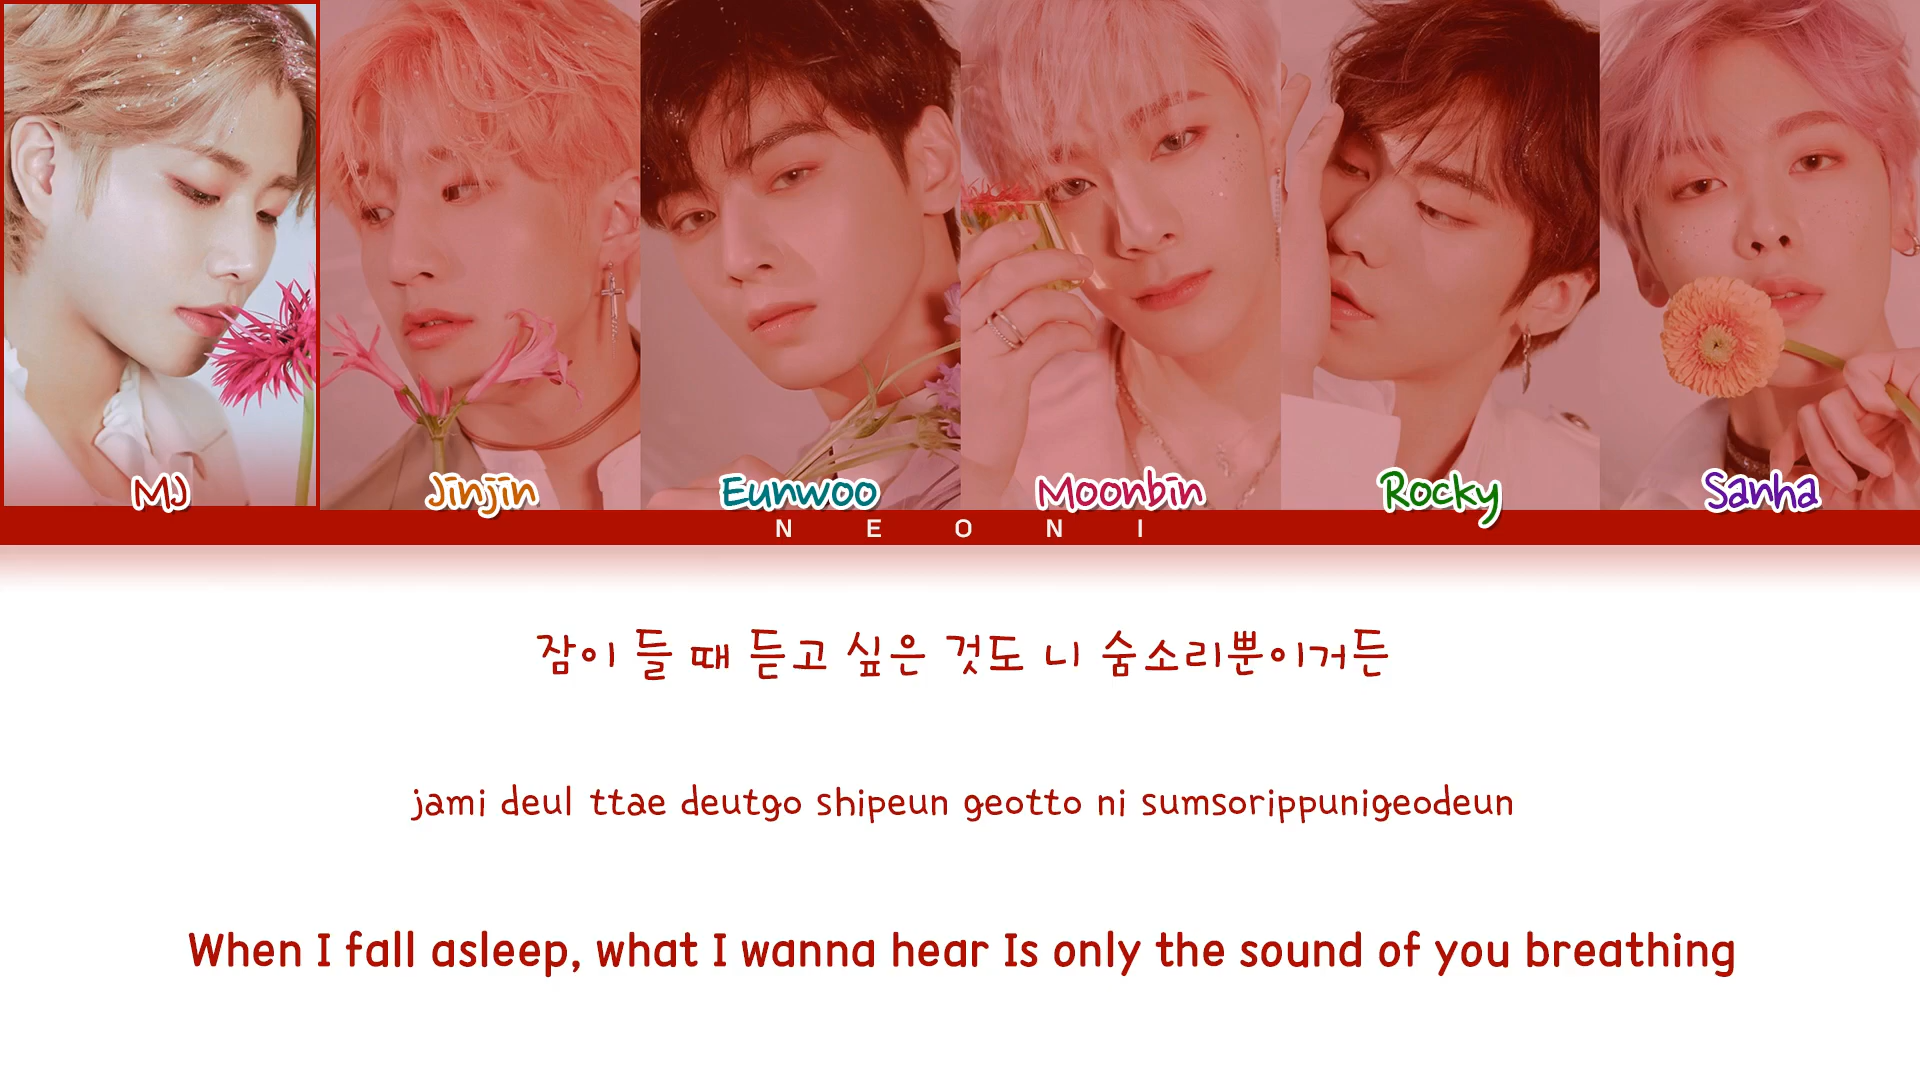 MJ Jinjin Eunwoo Moonbin Rocky Sanha
N E O N I
잠이 들 때 듣고 싶은 것도 니 숨소리뿐이거든
jami deul ttae deutgo shipeun geotto ni sumsorippunigeodeun
When I fall asleep, what I wanna hear Is only the sound of you breathing